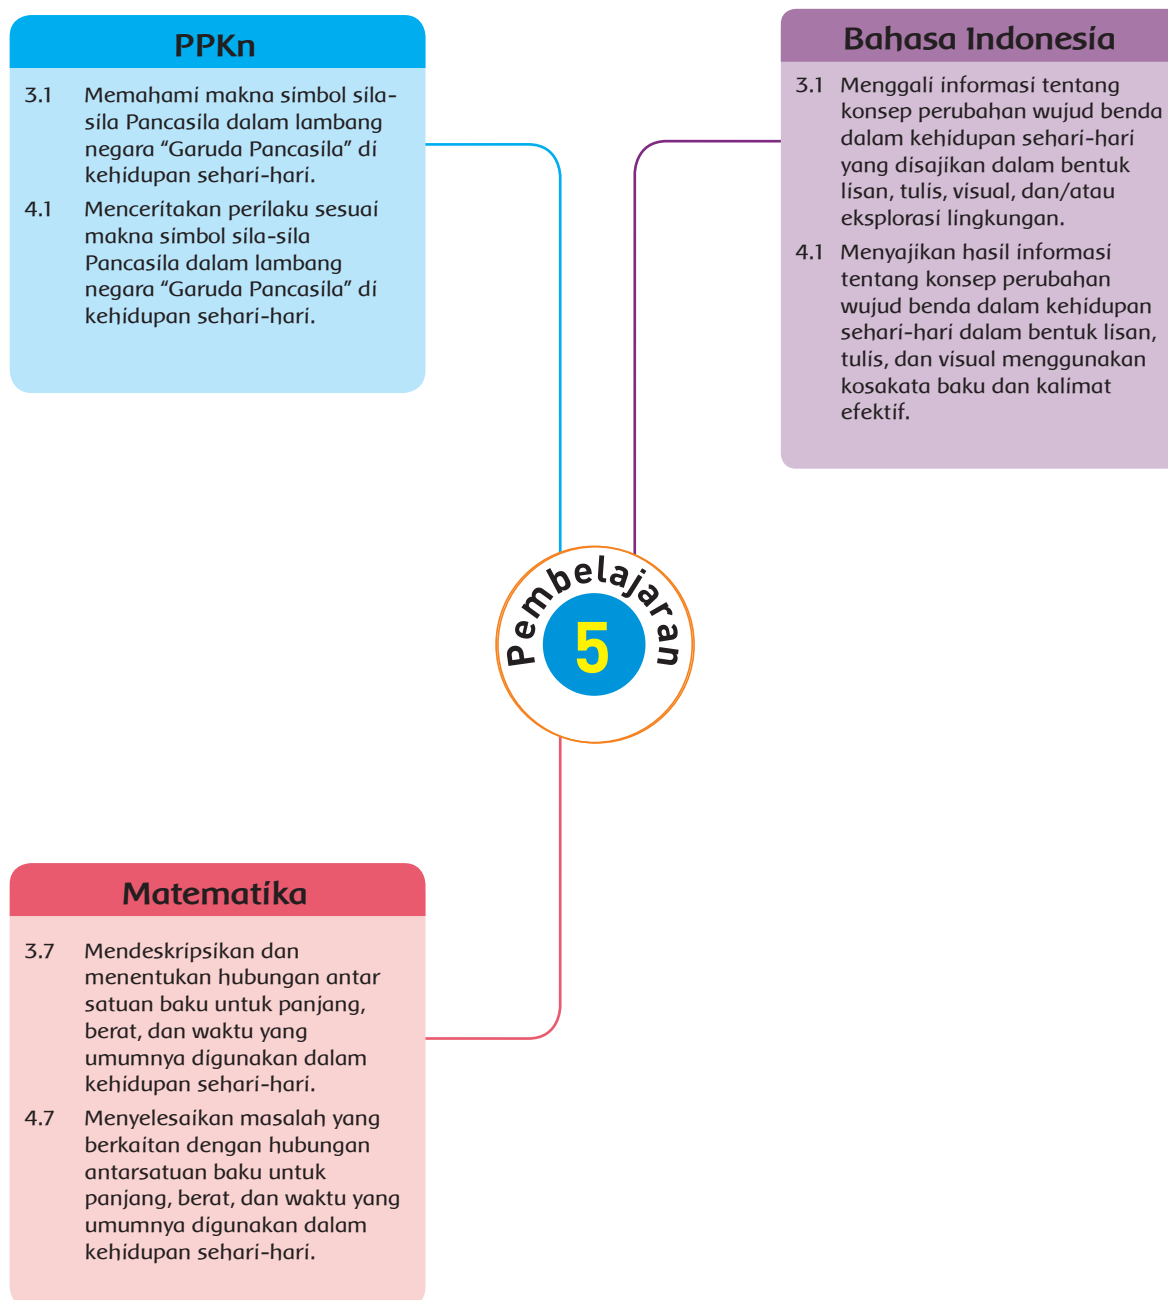 PPKn
3.1 Memahami makna simbol sila-
sila Pancasila dalam lambang
negara “Garuda Pancasila” di
kehidupan sehari-hari.
4.1 Menceritakan perilaku sesuai
makna simbol sila-sila
Pancasila dalam lambang
negara “Garuda Pancasila” di
kehidupan sehari-hari.
Bahasa Indonesia
3.1 Menggali informasi tentang
konsep perubahan wujud benda
dalam kehidupan sehari-hari
yang disajikan dalam bentuk
lisan, tulis, visual, dan/atau
eksplorasi lingkungan.
4.1 Menyajikan hasil informasi
tentang konsep perubahan
wujud benda dalam kehidupan
sehari-hari dalam bentuk lisan,
tulis, dan visual menggunakan
kosakata baku dan kalimat
efektif.
Pembelajaran
5
Matematika
3.7 Mendeskripsikan dan
menentukan hubungan antar
satuan baku untuk panjang,
berat, dan waktu yang
umumnya digunakan dalam
kehidupan sehari-hari.
4.7 Menyelesaikan masalah yang
berkaitan dengan hubungan
antarsatuan baku untuk
panjang, berat, dan waktu yang
umumnya digunakan dalam
kehidupan sehari-hari.